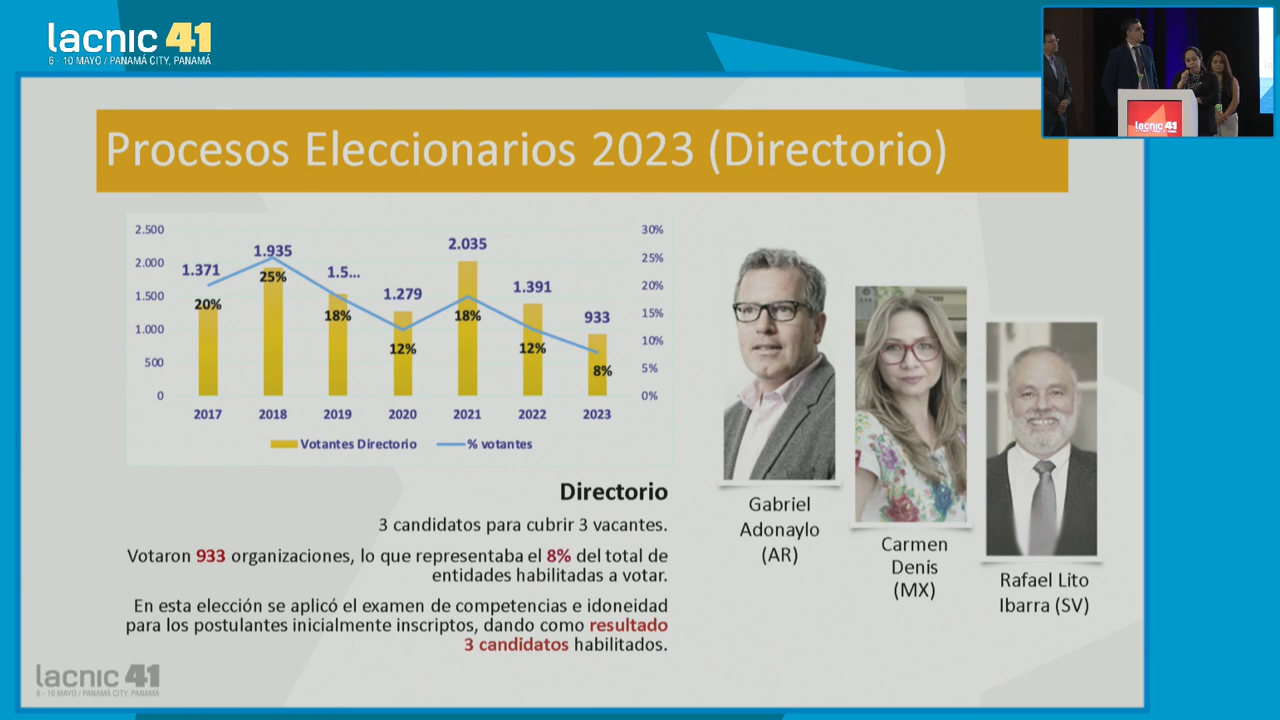 lacnic 41
6 - 10 MAYO / PANAMÁ CITY, PANAMÁ
lacnic 41
Procesos Eleccionarios 2023 (Directorio)
2.500
2.000
1.500
1.000
500
0
30%
25%
20%
15%
10%
5%
0%
1.371
1.935
1.5...
1.279
2.035
1.391
933
20%
25%
18%
12%
18%
12%
8%
2017
2018
2019
2020
2021
2022
2023
Votantes Directorio
% votantes
Directorio
3 candidatos para cubrir 3 vacantes.
Votaron 933 organizaciones, lo que representaba el 8% del total de
entidades habilitadas a votar.
En esta elección se aplicó el examen de competencias e idoneidad
para los postulantes inicialmente inscriptos, dando como resultado
3 candidatos habilitados.
Gabriel
Adonaylo
(AR)
Carmen
Denis
(MX)
Rafael Lito
Ibarra (SV)
lacnic 41
6 - 10 MAYO / PANAMÁ CITY, PANAMÁ